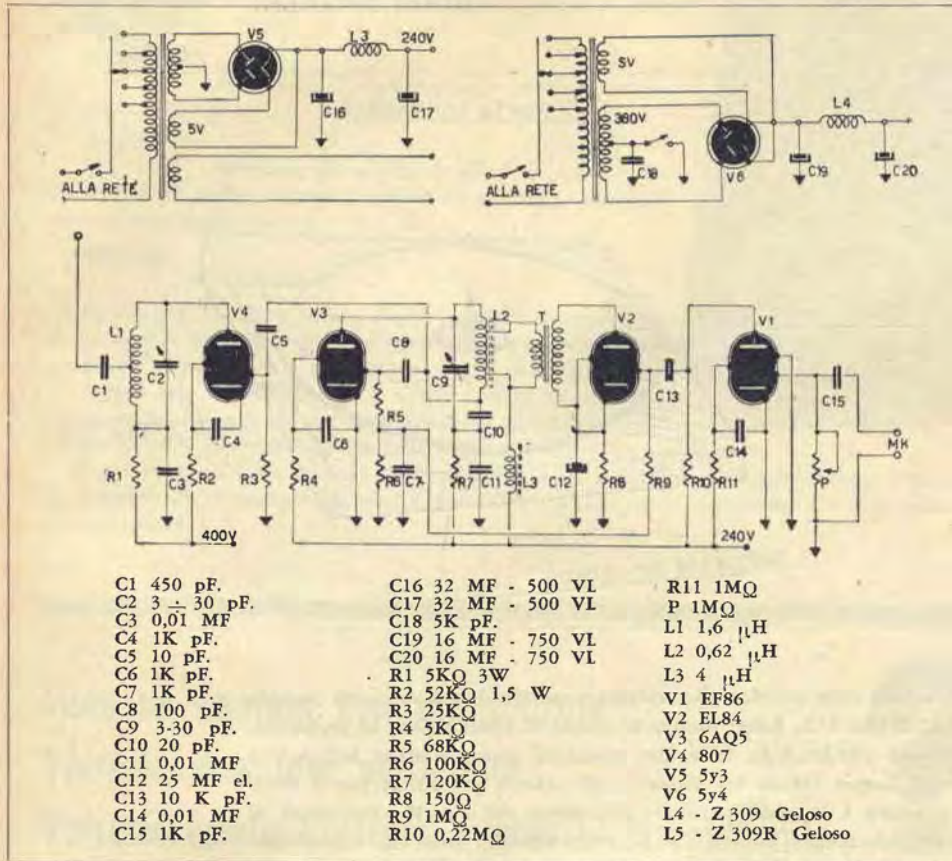 V5
L3
240V
C16
C17
5V
ALLA RETE
5V
360V
L4
C18
V6
C19
C20
ALLA RETE
L1
V4
V3
L2
T
V2
V1
C5
C8
C2
C9
C13
C15
C1
C4
C6
R5
C10
C14
MK
R1
C3
R2
R3
R4
R6
C7
R7
C11
L3
C12
R8
R9
R10
R11
P
400V
240V
C1 450 pF.
C2 3 ÷ 30 pF.
C3 0,01 MF
C4 1K pF.
C5 10 pF.
C6 1K pF.
C7 1K pF.
C8 100 pF.
C9 3-30 pF.
C10 20 pF.
C11 0,01 MF
C12 25 MF el.
C13 10 K pF.
C14 0,01 MF
C15 1K pF.
C16 32 MF - 500 VL
C17 32 MF - 500 VL
C18 5K pF.
C19 16 MF - 750 VL
C20 16 MF - 750 VL
R1 5KΩ 3W
R2 52KΩ 1,5 W
R3 25KΩ
R4 5KΩ
R5 68KΩ
R6 100KΩ
R7 120KΩ
R8 150Ω
R9 1MΩ
R10 0,22MΩ
R11 1MΩ
P 1MΩ
L1 1,6 μH
L2 0,62 μH
L3 4 μH
V1 EF86
V2 EL84
V3 6AQ5
V4 807
V5 5y3
V6 5y4
L4 - Z 309 Geloso
L5 - Z 309R Geloso